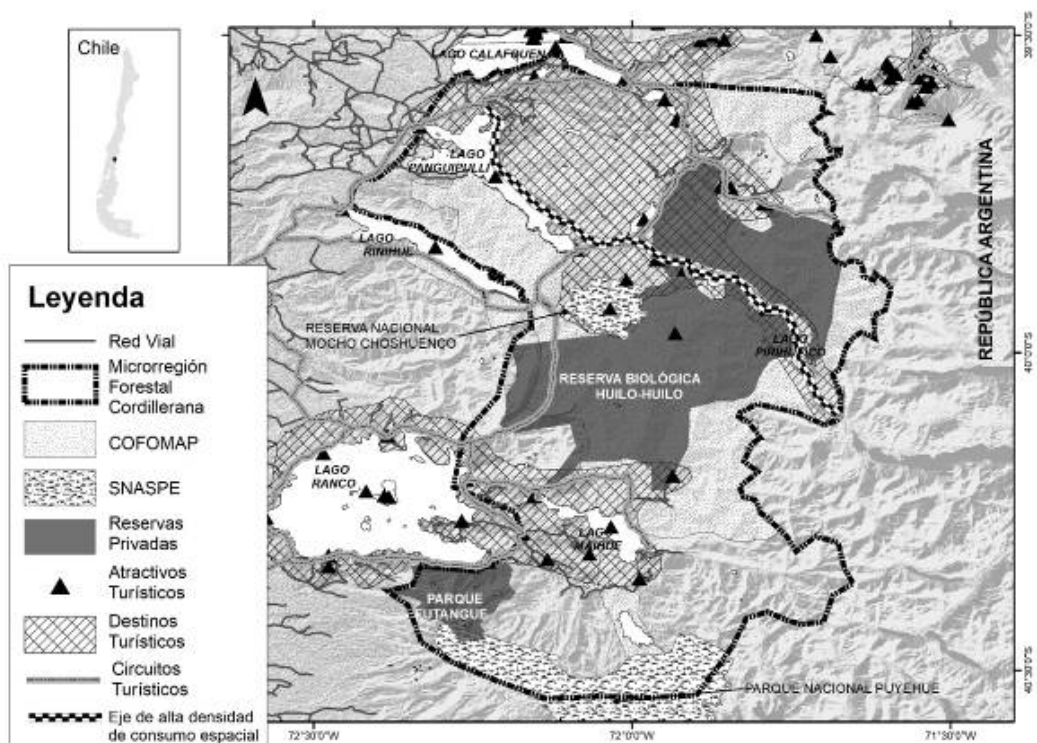 Chile
39°30'0"S
LAGO CALAFQUEN
LAGO
PANGUIPULLI
LAGO
RIÑIHUE
REPÚBLICA ARGENTINA
RESERVA NACIONAL
MOCHO CHOSHUENCO
LAGO
PIRIHUEICO
40°0'0"S
RESERVA BIOLÓGICA
HUILO-HUILO
LAGO
RANCO
LAGO
MAIHUE
PARQUE
FUTANGUE
PARQUE NACIONAL PUYEHUE
40°30'0"S
72°30'0"W
72°0'0"W
71°30'0"W
Leyenda
Red Vial
Microrregión
Forestal
Cordillerana
COFOMAP
SNASPE
Reservas
Privadas
Atractivos
Turísticos
Destinos
Turísticos
Circuitos
Turísticos
Eje de alta densidad
de consumo espacial